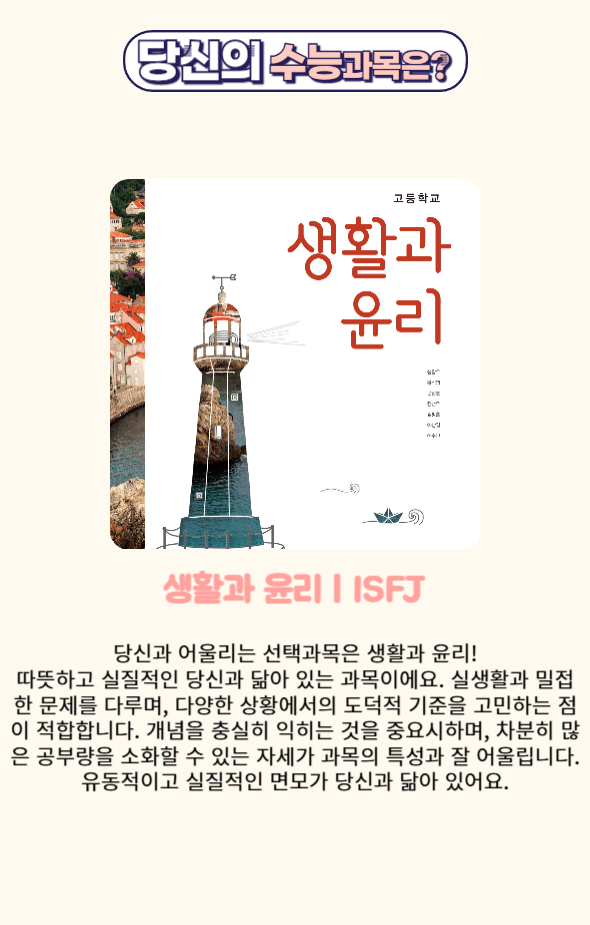 당신의 수능과목은?
고등학교
생활과
윤리
생활과 윤리 | ISFJ
당신과 어울리는 선택과목은 생활과 윤리!
따뜻하고 실질적인 당신과 닮아 있는 과목이에요. 실생활과 밀접
한 문제를 다루며, 다양한 상황에서의 도덕적 기준을 고민하는 점
이 적합합니다. 개념을 충실히 익히는 것을 중요시하며, 차분히 많
은 공부량을 소화할 수 있는 자세가 과목의 특성과 잘 어울립니다.
유동적이고 실질적인 면모가 당신과 닮아 있어요.